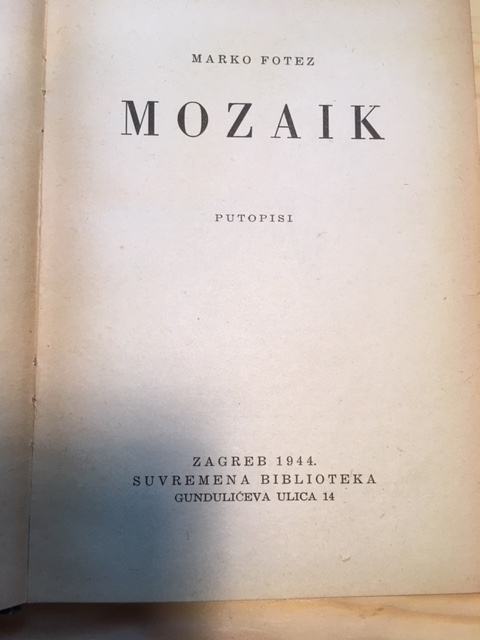 MARKO FOTEZ
MOZAIK
PUTOPISI
ZAGREB 1944.
SUVREMENA BIBLIOTEKA
GUNDULIĆEVA ULICA 14